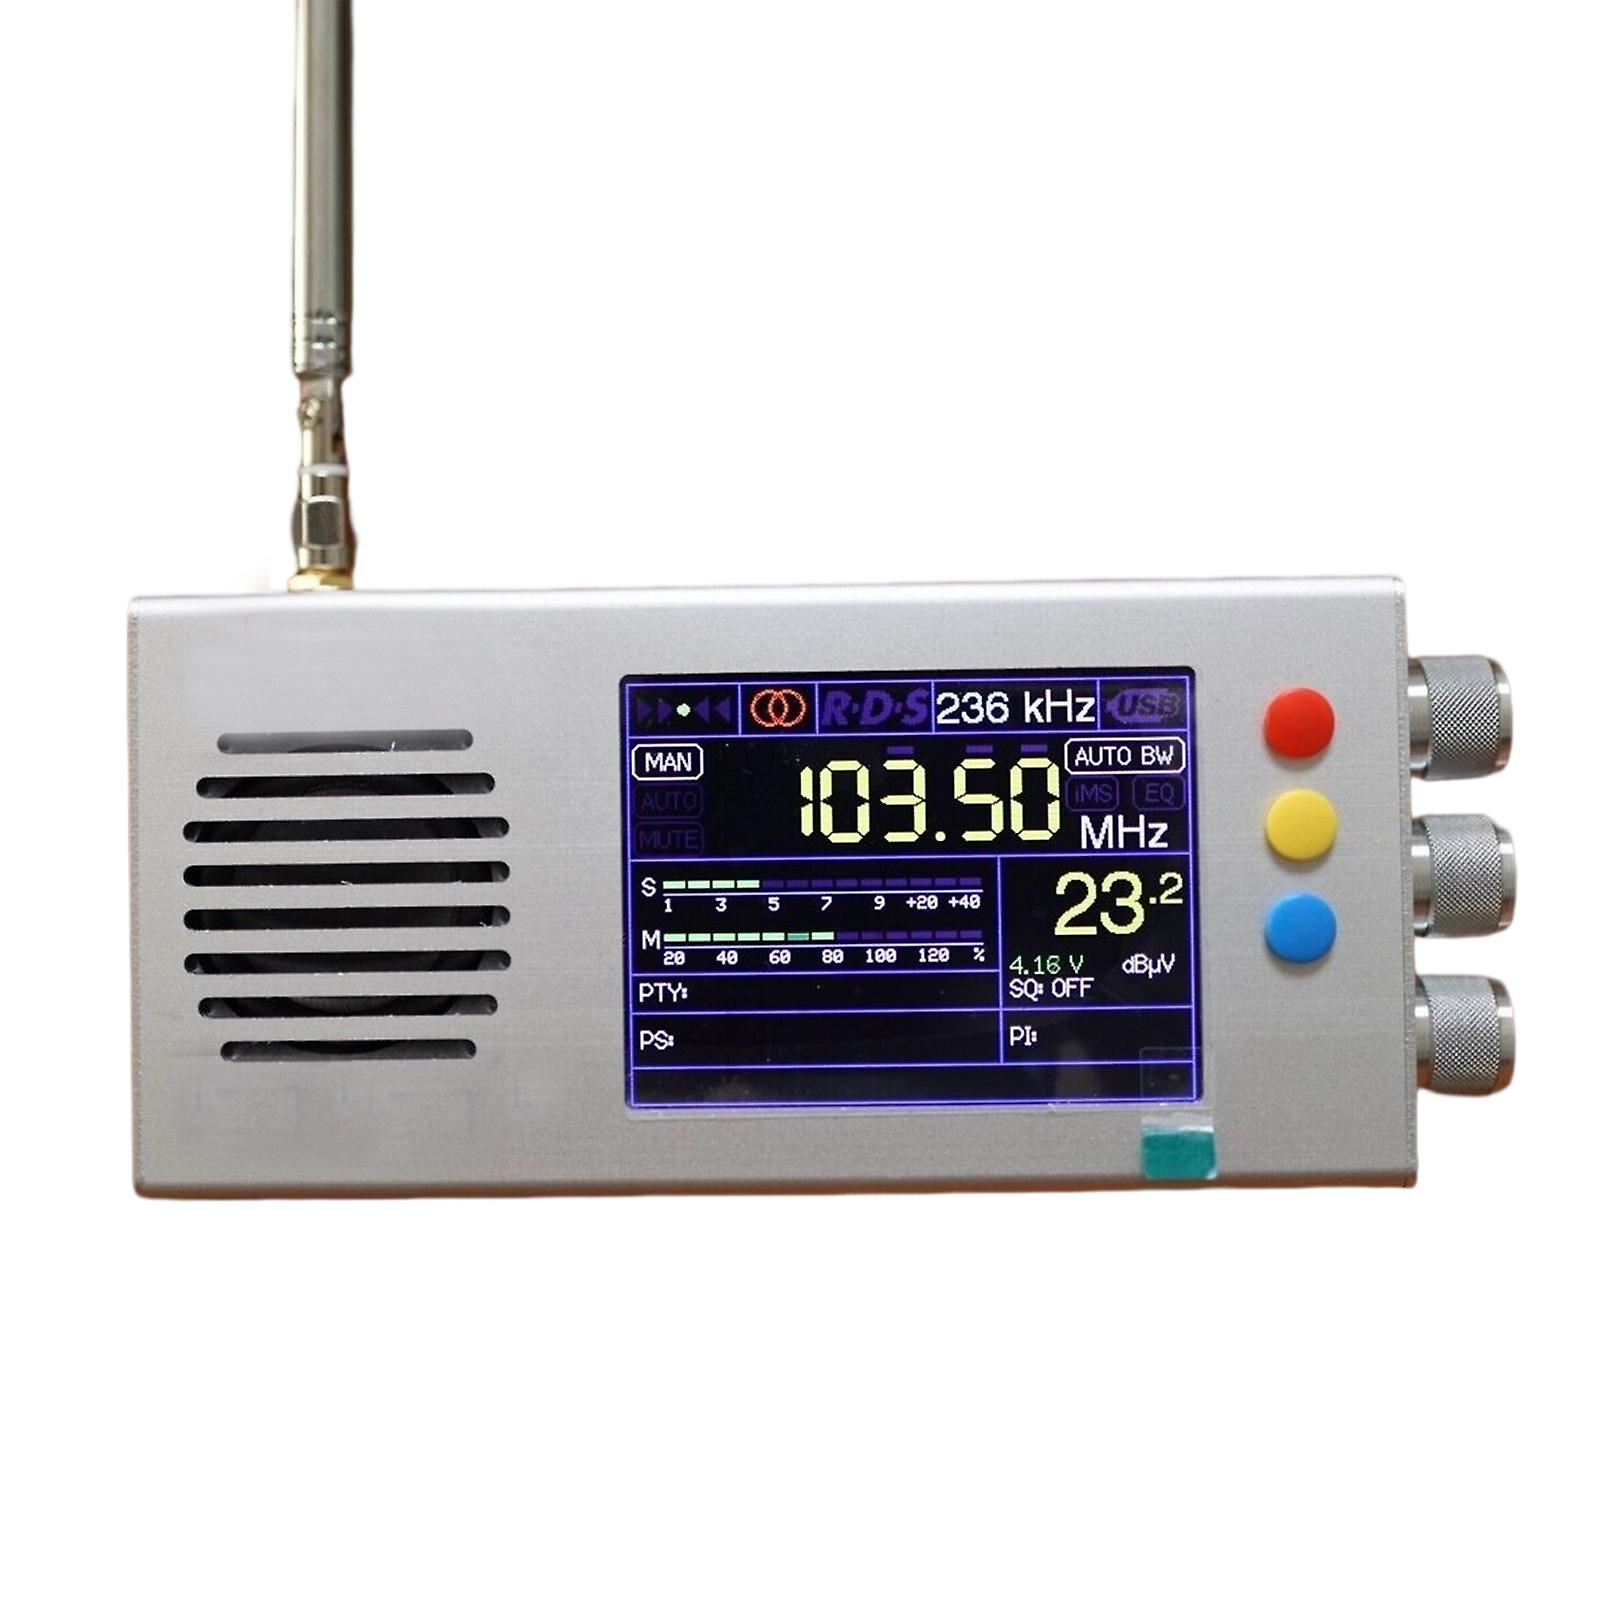 R·D·S 236 kHz USB
MAN 103.50 AUTO BW
AUTO iMS EQ
MUTE MHz
S
1 3 5 7 9 +20 +40
23.2
M
20 40 60 80 100 120 %
4.16 V dBµV
PTY: SQ: OFF
PS: PI: